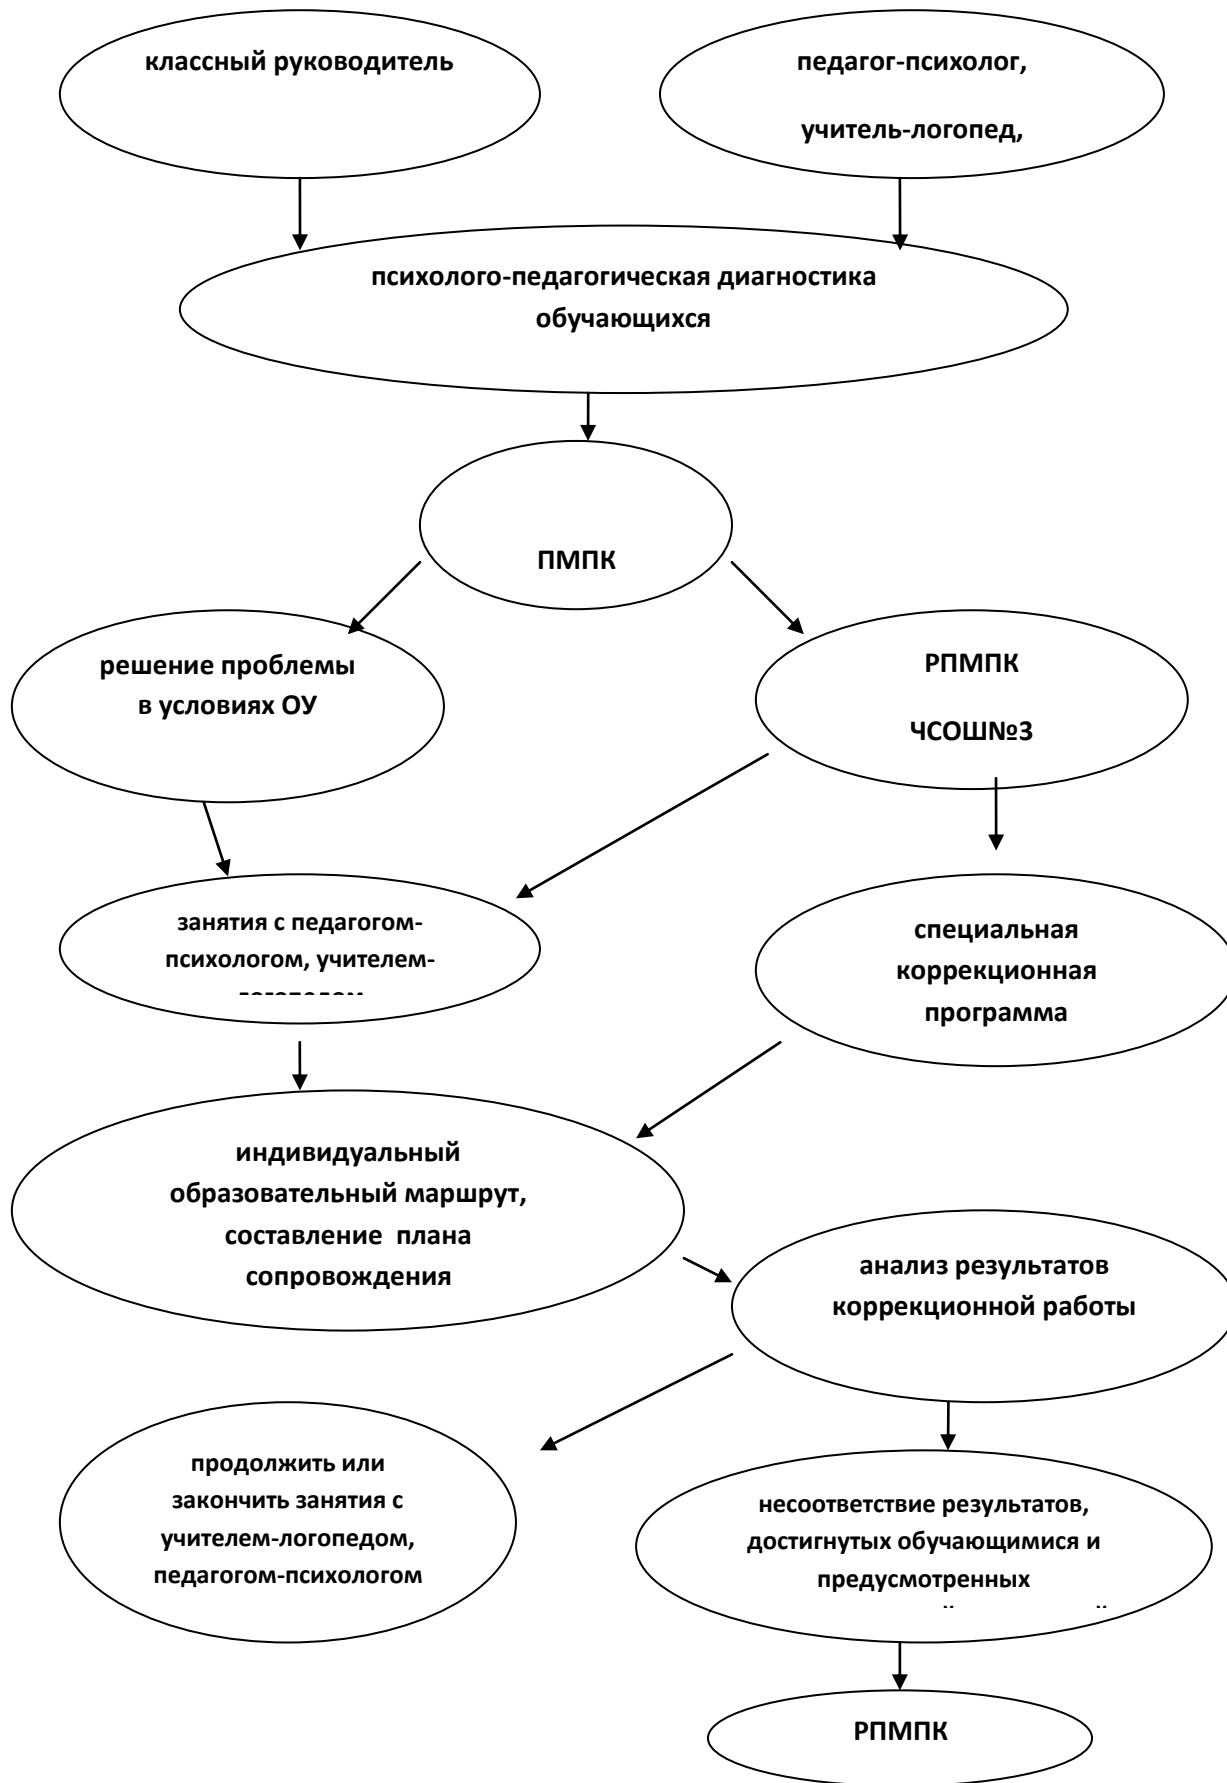 классный руководитель
педагог-психолог,
учитель-логопед,
психолого-педагогическая диагностика
обучающихся
ПМПК
решение проблемы
в условиях ОУ
РПМПК
ЧСОШ№3
занятия с педагогом-
психологом, учителем-
специальная
коррекционная
программа
индивидуальный
образовательный маршрут,
составление плана
сопровождения
анализ результатов
коррекционной работы
продолжить или
закончить занятия с
учителем-логопедом,
педагогом-психологом
несоответствие результатов,
достигнутых обучающимися и
предусмотренных
РПМПК